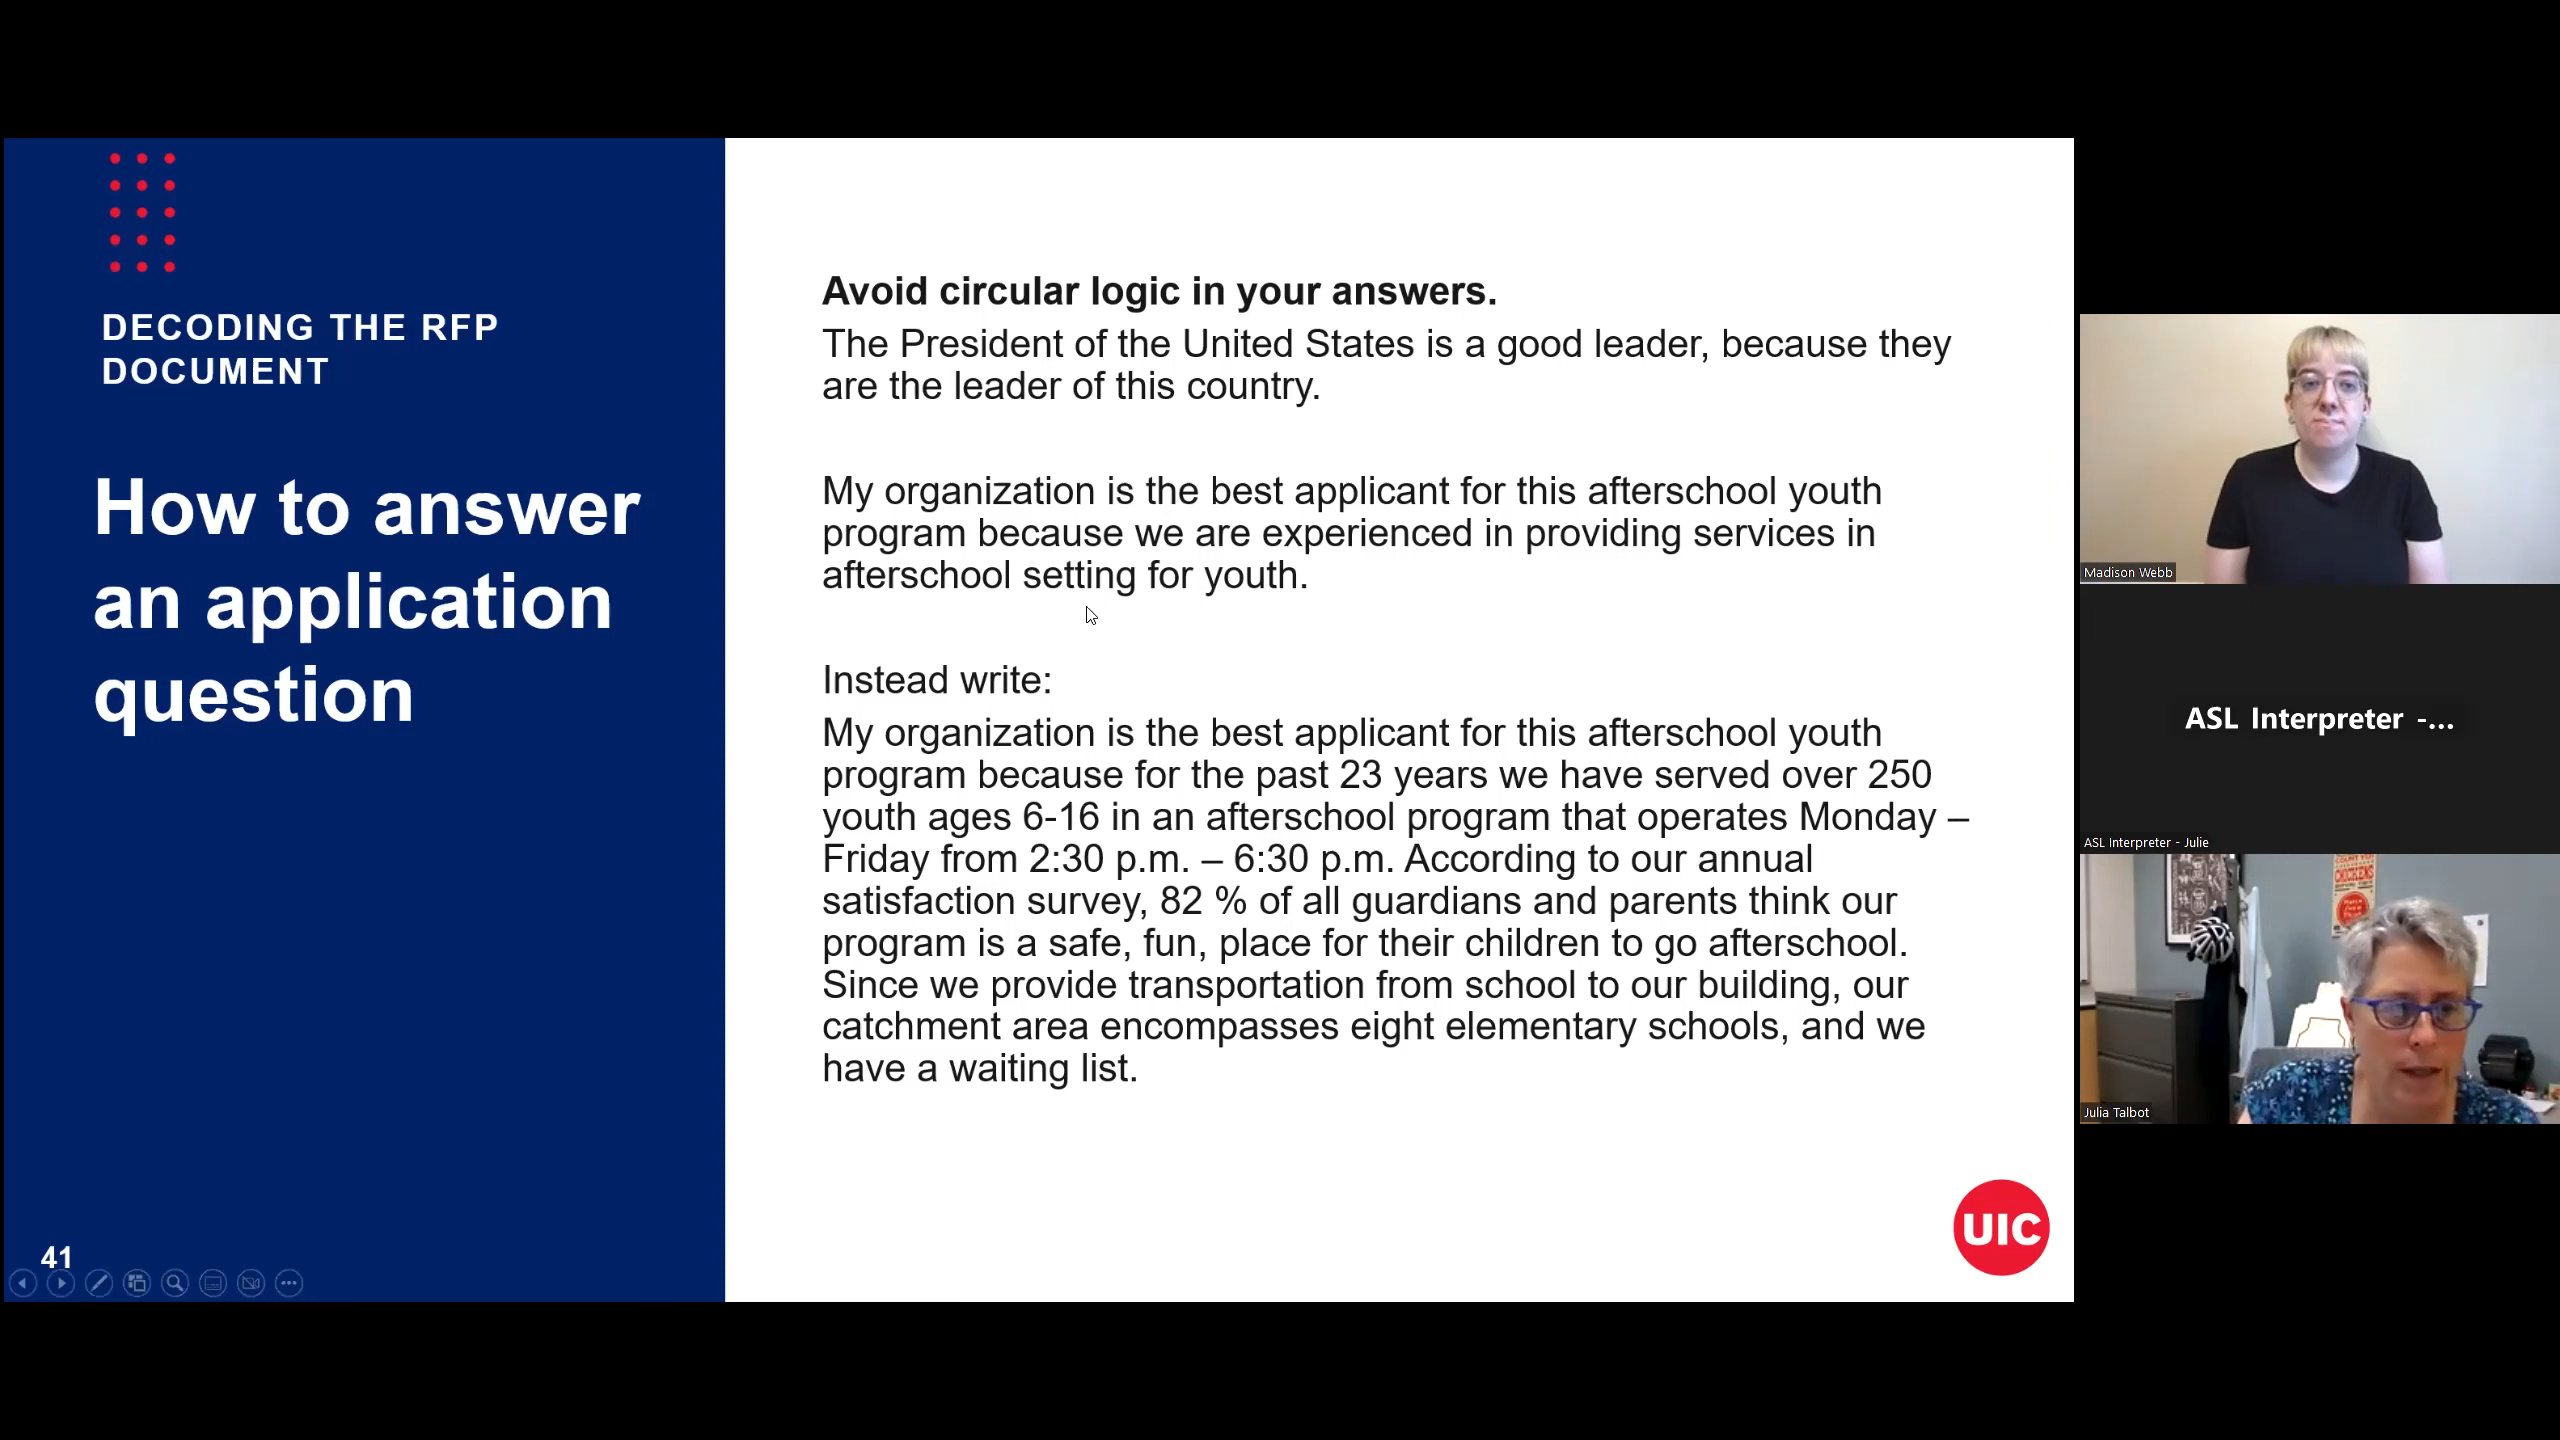 DECODING THE RFP
DOCUMENT
How to answer
an application
question
41
Avoid circular logic in your answers.
The President of the United States is a good leader, because they
are the leader of this country.
My organization is the best applicant for this afterschool youth
program because we are experienced in providing services in
afterschool setting for youth.
Instead write:
My organization is the best applicant for this afterschool youth
program because for the past 23 years we have served over 250
youth ages 6-16 in an afterschool program that operates Monday –
Friday from 2:30 p.m. – 6:30 p.m. According to our annual
satisfaction survey, 82 % of all guardians and parents think our
program is a safe, fun, place for their children to go afterschool.
Since we provide transportation from school to our building, our
catchment area encompasses eight elementary schools, and we
have a waiting list.
UIC
Madison Webb
ASL Interpreter -...
ASL Interpreter - Julie
Julia Talbot